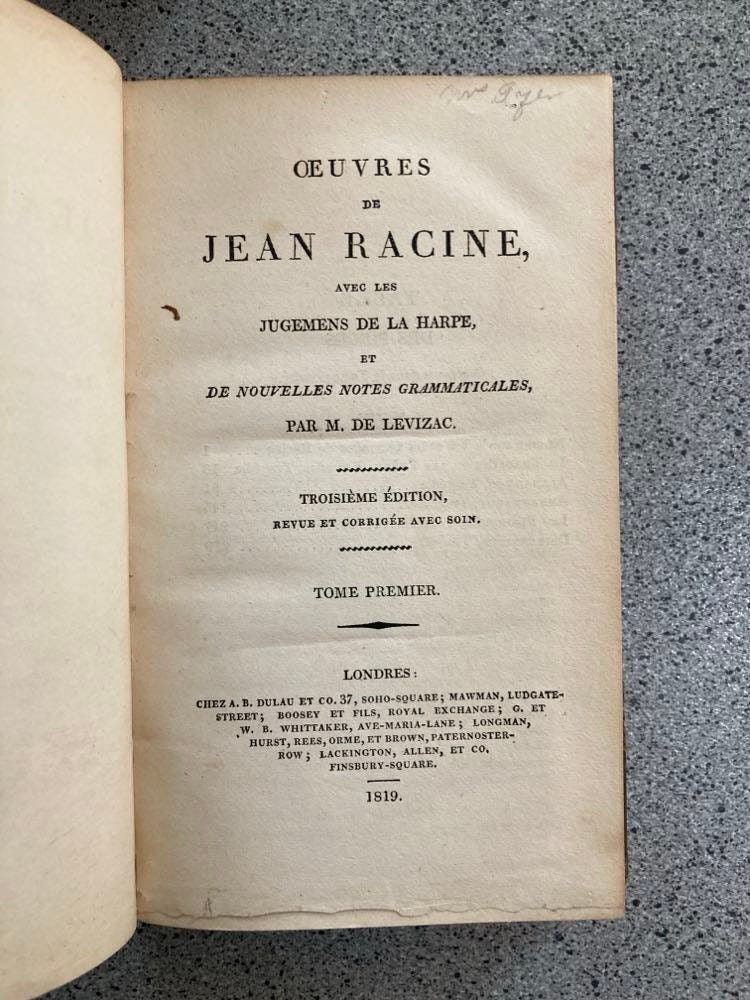 ŒUVRES
DE
JEAN RACINE,
AVEC LES
JUGEMENS DE LA HARPE,
ET
DE NOUVELLES NOTES GRAMMATICALES,
PAR M. DE LEVIZAC.
TROISIÈME ÉDITION,
REVUE ET CORRIGÉE AVEC SOIN.
TOME PREMIER.
LONDRES:
CHEZ A. B. DULAU ET CO. 37, SOHO-SQUARE; MAWMAN, LUDGATE-
STREET; BOOSEY ET FILS, ROYAL EXCHANGE; G. ET
W. B. WHITTAKER, AVE-MARIA-LANE; LONGMAN,
HURST, REES, ORME, ET BROWN, PATERNOSTER-
ROW; LACKINGTON, ALLEN, ET CO.
FINSBURY-SQUARE.
1819.